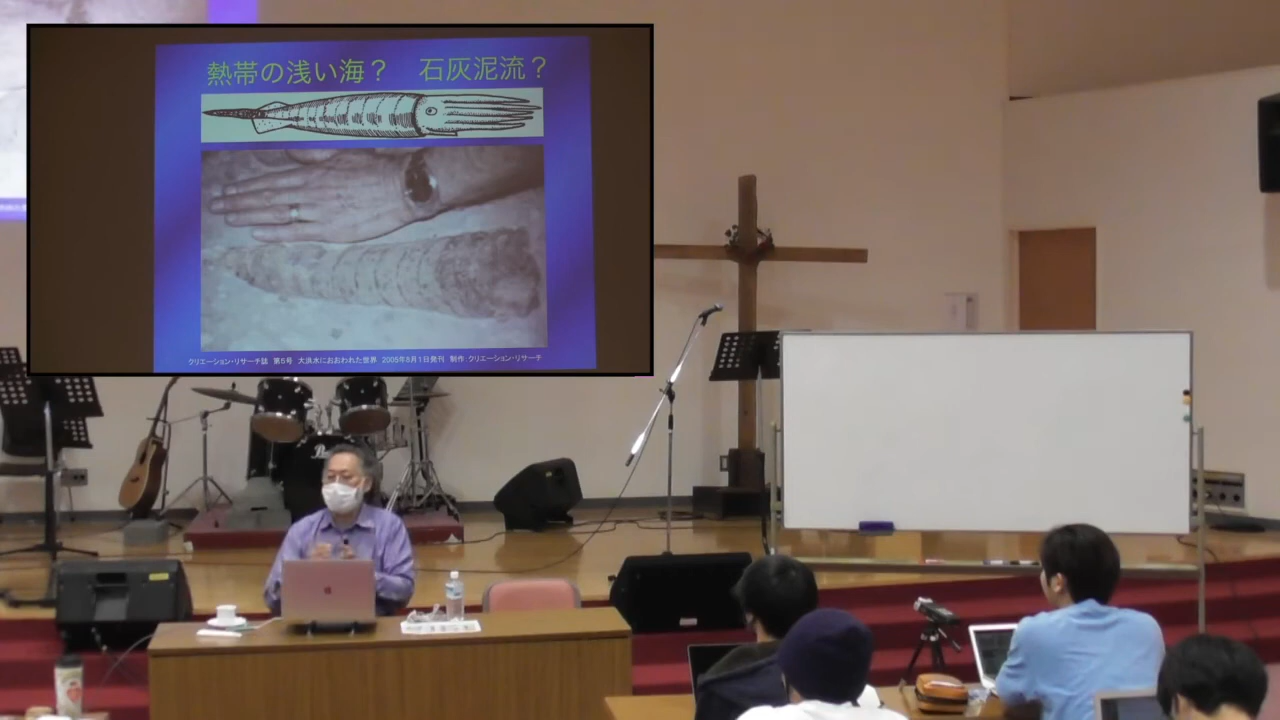 熱帯の浅い海？　石灰泥流？
クリエーション・リサーチ誌　第5号　大洪水におおわれた世界　2005年8月1日発刊　制作：クリエーション・リサーチ